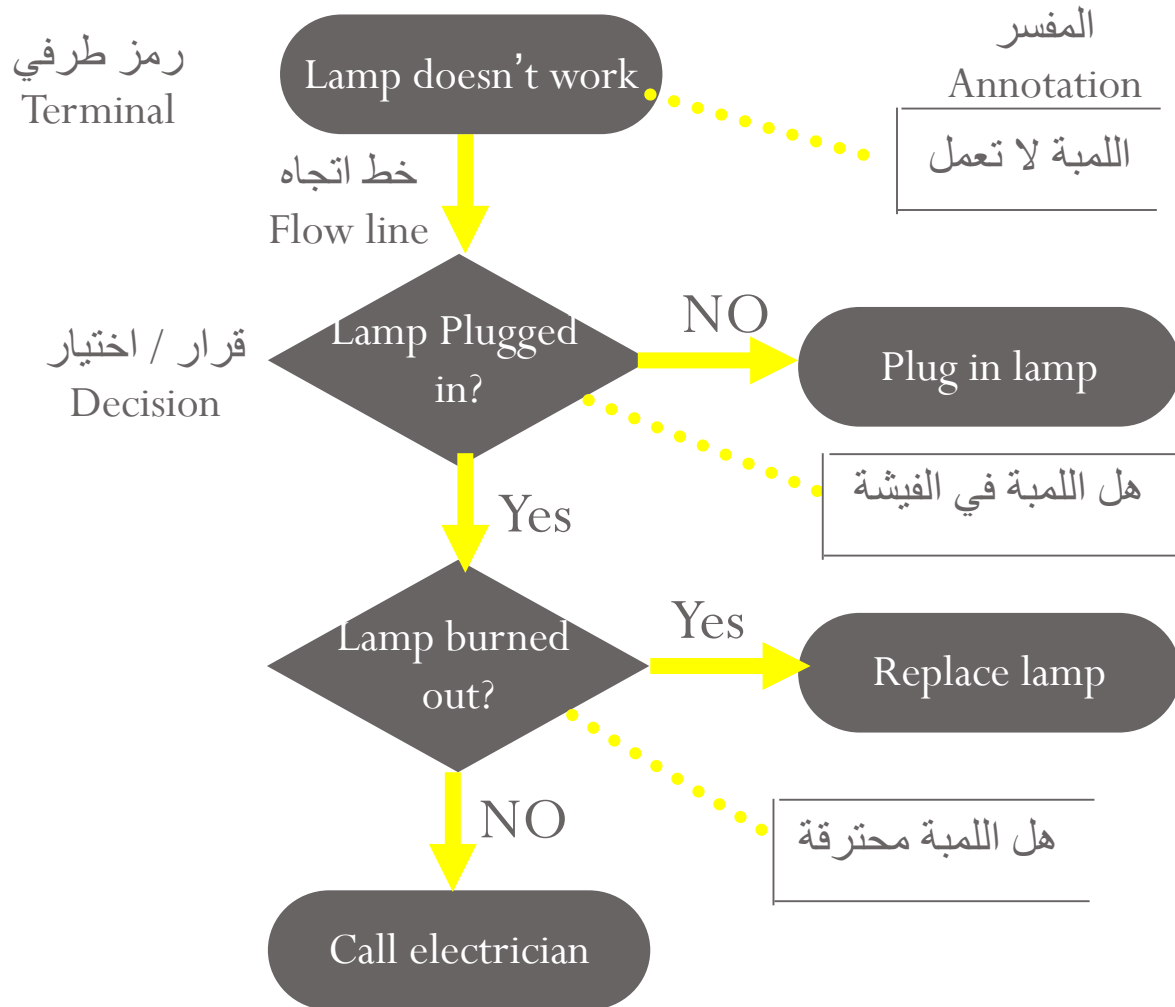 رمز طرفي
Terminal
Lamp doesn’t work
المفسر
Annotation
اللمبة لا تعمل
خط اتجاه
Flow line
قرار / اختيار
Decision
Lamp Plugged
in?
NO
Plug in lamp
هل اللمبة في الفيشة
Yes
Lamp burned
out?
Yes
Replace lamp
هل اللمبة محترقة
NO
Call electrician